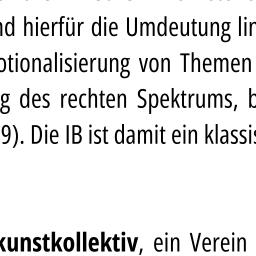 nd hierfür die Umdeutung lin
otionalisierung von Themen
g des rechten Spektrums, b
9). Die IB ist damit ein klassis
kunstkollektiv, ein Verein